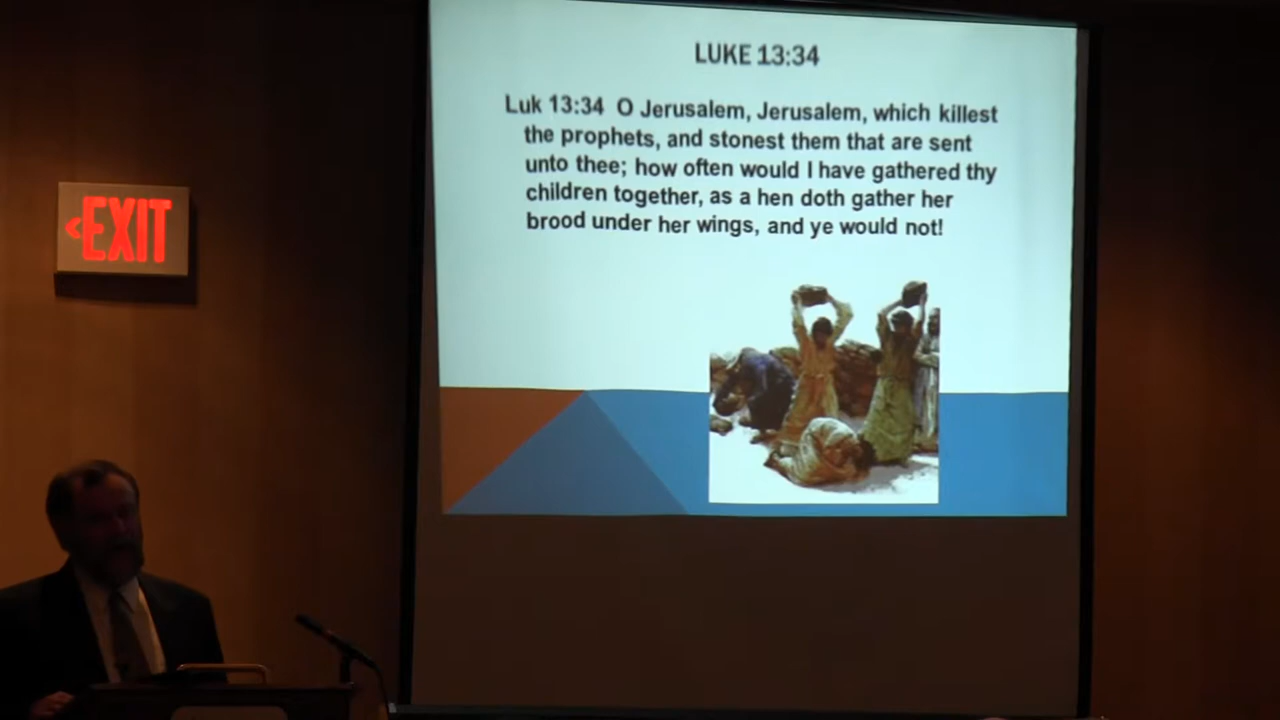 <EXIT
LUKE 13:34
Luk 13:34 O Jerusalem, Jerusalem, which killest
the prophets, and stonest them that are sent
unto thee; how often would I have gathered thy
children together, as a hen doth gather her
brood under her wings, and ye would not!